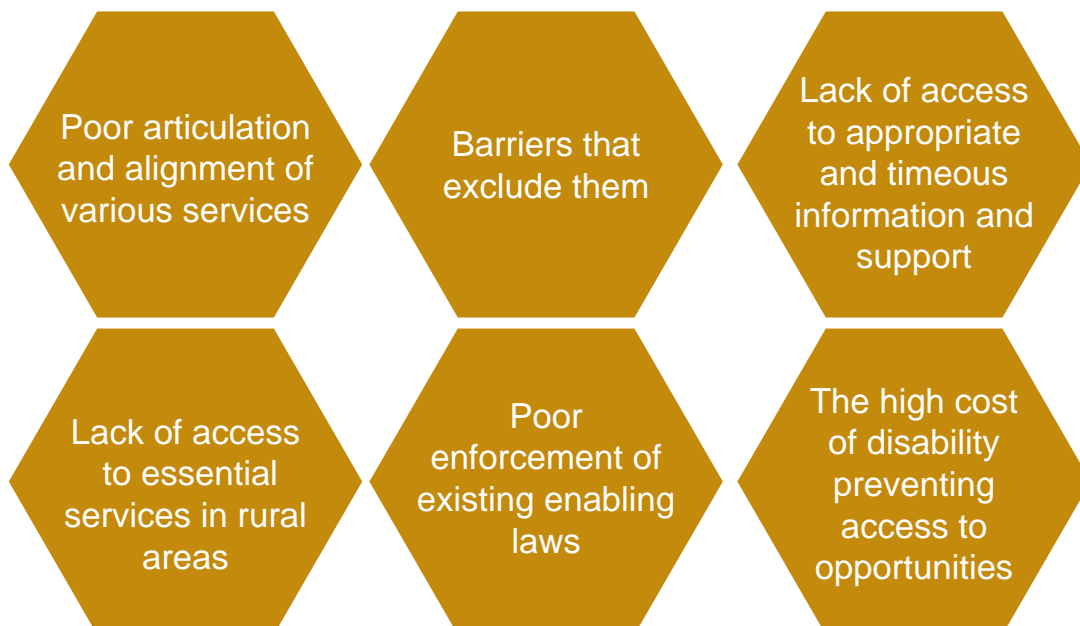 Poor articulation
and alignment of
various services
Barriers that
exclude them
Lack of access
to appropriate
and timeous
information and
support
Lack of access
to essential
services in rural
areas
Poor
enforcement of
existing enabling
laws
The high cost
of disability
preventing
access to
opportunities